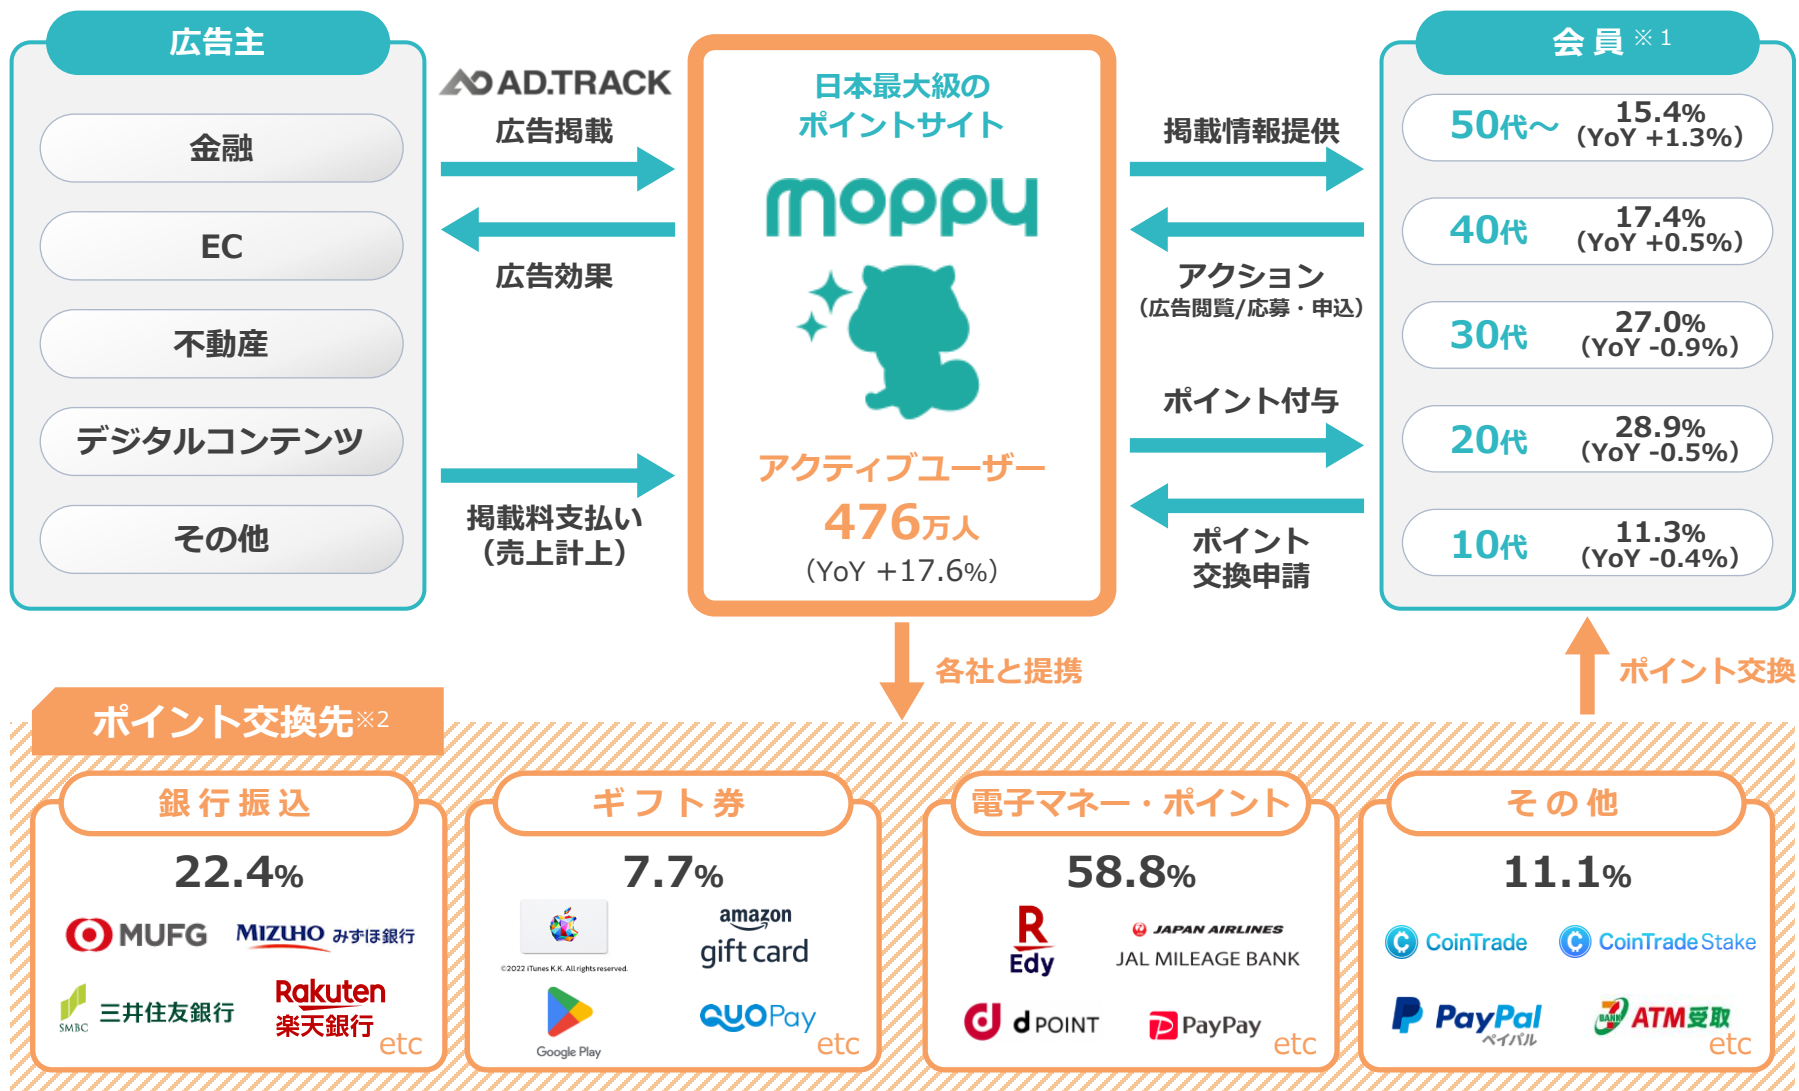 広告主
金融
EC
不動産
デジタルコンテンツ
その他
AD.TRACK
広告掲載
広告効果
掲載料支払い
（売上計上）
日本最大級の
ポイントサイト
moppy
アクティブユーザー
476万人
（YoY +17.6%）
掲載情報提供
アクション
（広告閲覧/応募・申込）
ポイント付与
ポイント
交換申請
会員※1
50代～ 15.4%
（YoY +1.3%）
40代 17.4%
（YoY +0.5%）
30代 27.0%
（YoY -0.9%）
20代 28.9%
（YoY -0.5%）
10代 11.3%
（YoY -0.4%）
各社と提携
ポイント交換
ポイント交換先※2
銀行振込
22.4%
MUFG
MIZUHO みずほ銀行
SMBC 三井住友銀行
Rakuten
楽天銀行
etc
ギフト券
7.7%
©2022 iTunes K.K. All rights reserved.
amazon
gift card
Google Play
QUO Pay
etc
電子マネー・ポイント
58.8%
R
Edy
JAPAN AIRLINES
JAL MILEAGE BANK
d d POINT
PayPay
etc
その他
11.1%
CoinTrade
CoinTrade Stake
PayPal
ペイパル
7 BANK ATM受取
etc